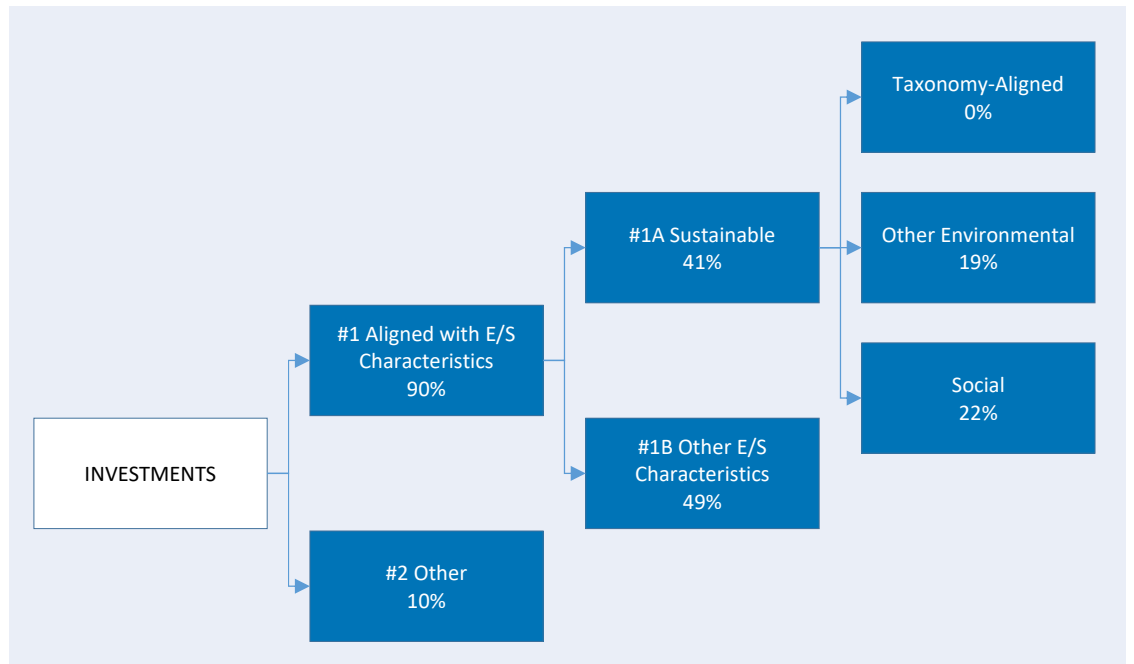 Taxonomy-Aligned
0%
#1A Sustainable
41%
Other Environmental
19%
#1 Aligned with E/S
Characteristics
90%
Social
22%
INVESTMENTS
#1B Other E/S
Characteristics
49%
#2 Other
10%